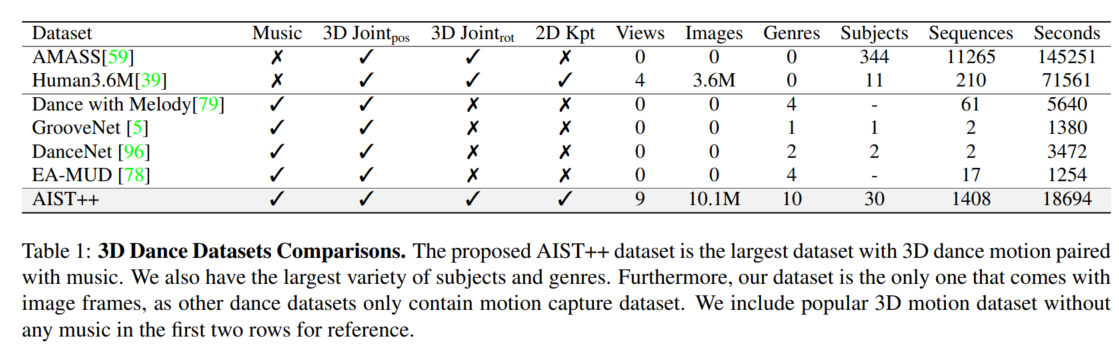 Dataset Music 3D Jointpos 3D Jointrot 2D Kpt Views Images Genres Subjects Sequences Seconds
AMASS[59] ✗ ✓ ✓ ✗ 0 0 0 344 11265 145251
Human3.6M[39] ✗ ✓ ✓ ✓ 4 3.6M 0 11 210 71561
Dance with Melody[79] ✓ ✓ ✗ ✗ 0 0 4 - 61 5640
GrooveNet [5] ✓ ✓ ✗ ✗ 0 0 1 1 2 1380
DanceNet [96] ✓ ✓ ✗ ✗ 0 0 2 2 2 3472
EA-MUD [78] ✓ ✓ ✗ ✗ 0 0 4 - 17 1254
AIST++ ✓ ✓ ✓ ✓ 9 10.1M 10 30 1408 18694
Table 1: 3D Dance Datasets Comparisons. The proposed AIST++ dataset is the largest dataset with 3D dance motion paired
with music. We also have the largest variety of subjects and genres. Furthermore, our dataset is the only one that comes with
image frames, as other dance datasets only contain motion capture dataset. We include popular 3D motion dataset without
any music in the first two rows for reference.